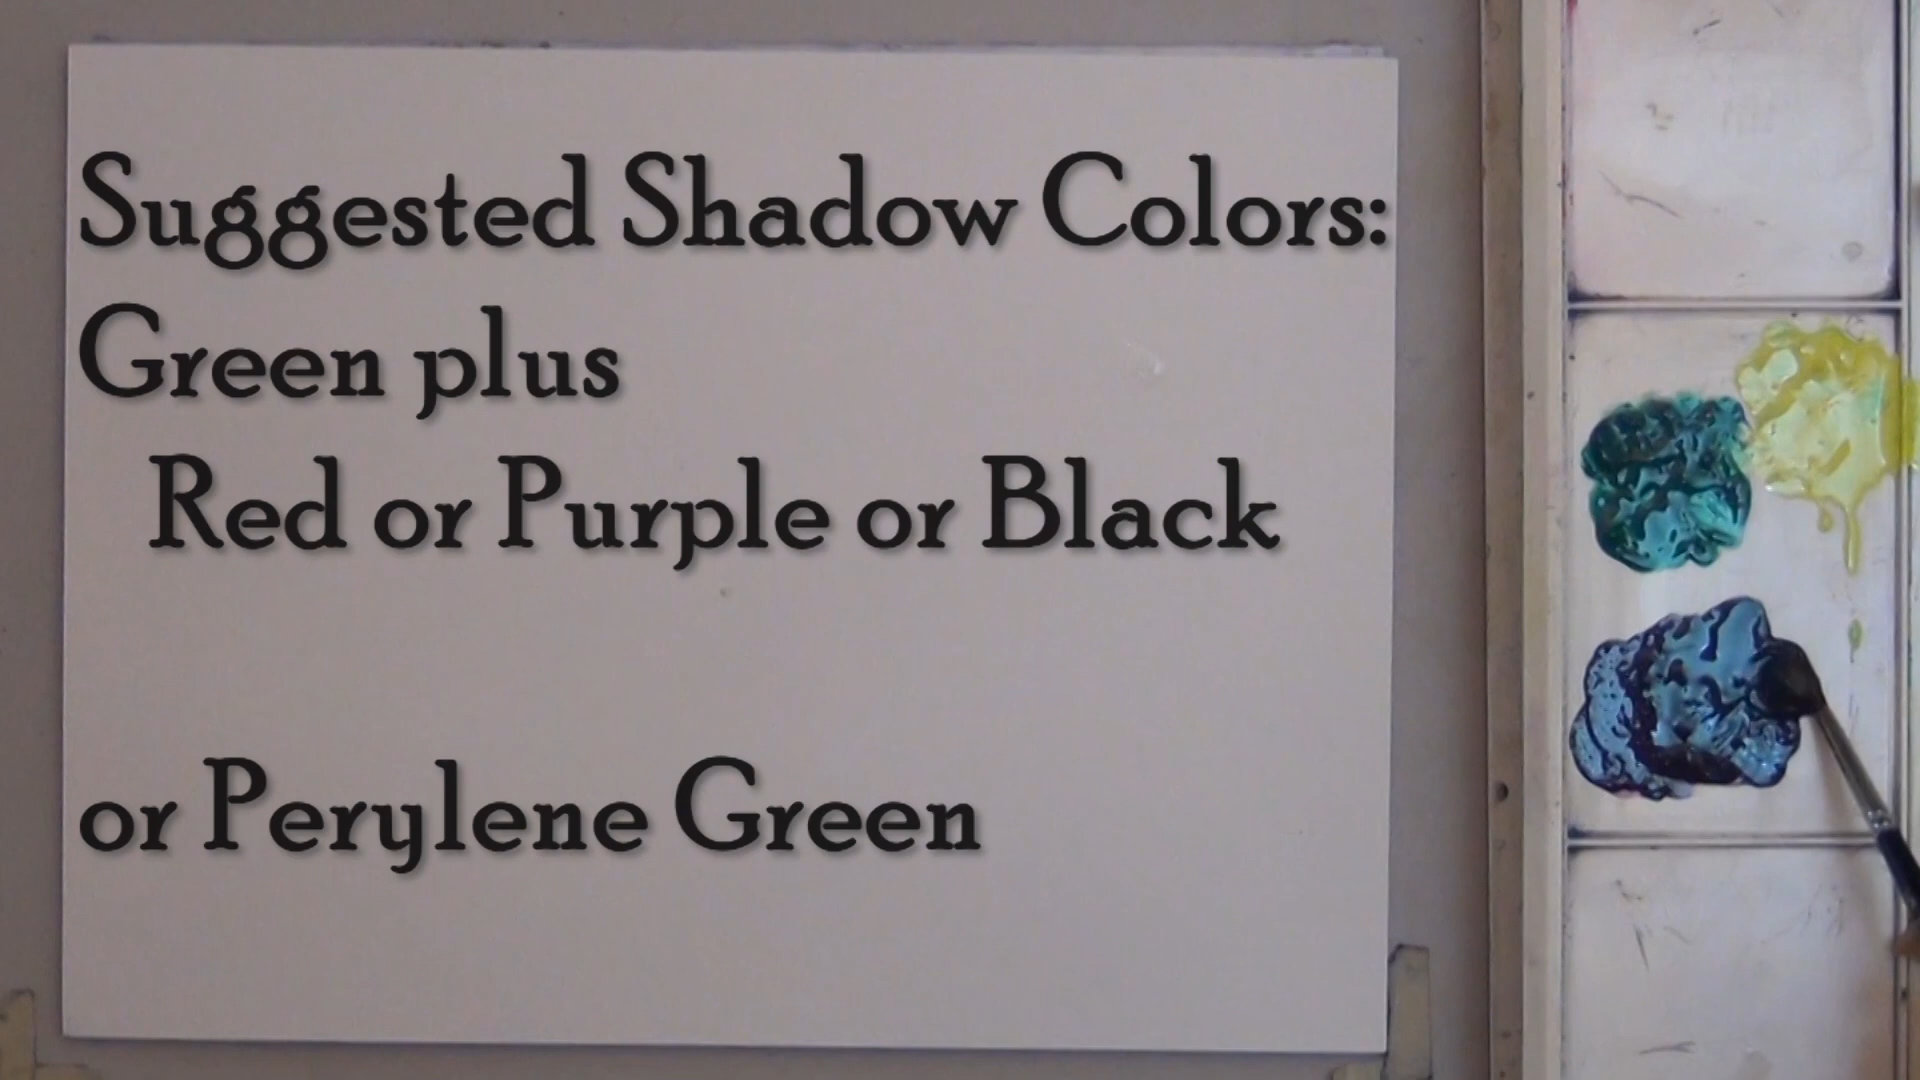 Suggested Shadow Colors:
Green plus
Red or Purple or Black
or Perylene Green